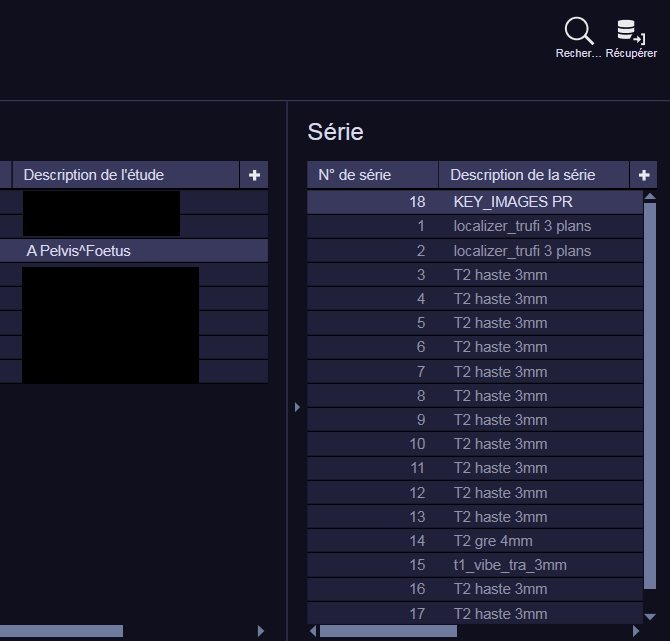 Recher... Récupérer
Série
Description de l'étude
A Pelvis^Foetus
N° de série Description de la série
18 KEY_IMAGES PR
1 localizer_trufi 3 plans
2 localizer_trufi 3 plans
3 T2 haste 3mm
4 T2 haste 3mm
5 T2 haste 3mm
6 T2 haste 3mm
7 T2 haste 3mm
8 T2 haste 3mm
9 T2 haste 3mm
10 T2 haste 3mm
11 T2 haste 3mm
12 T2 haste 3mm
13 T2 haste 3mm
14 T2 gre 4mm
15 t1_vibe_tra_3mm
16 T2 haste 3mm
17 T2 haste 3mm